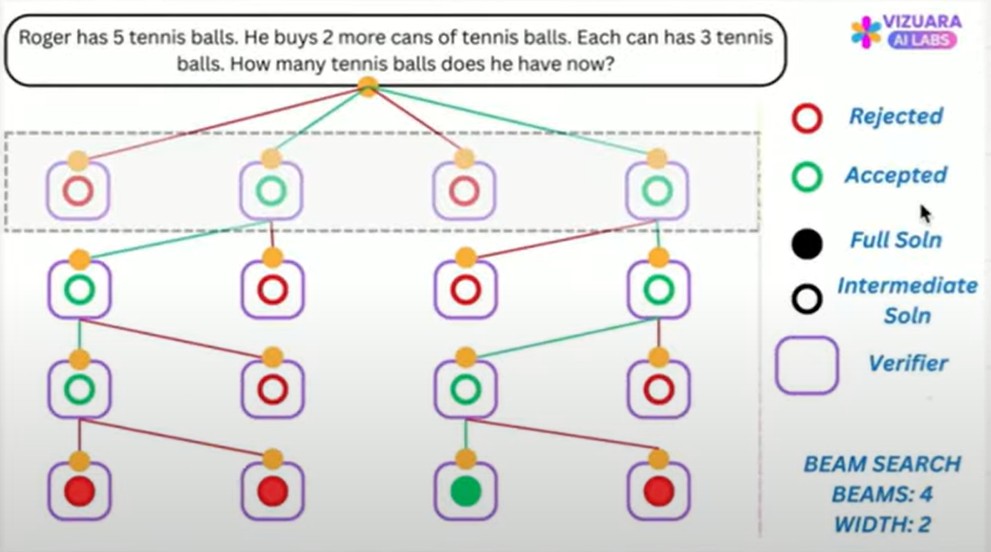 Roger has 5 tennis balls. He buys 2 more cans of tennis balls. Each can has 3 tennis
balls. How many tennis balls does he have now?
VIZUARA
AI LABS
Rejected
Accepted
Full Soln
Intermediate
Soln
Verifier
BEAM SEARCH
BEAMS: 4
WIDTH: 2